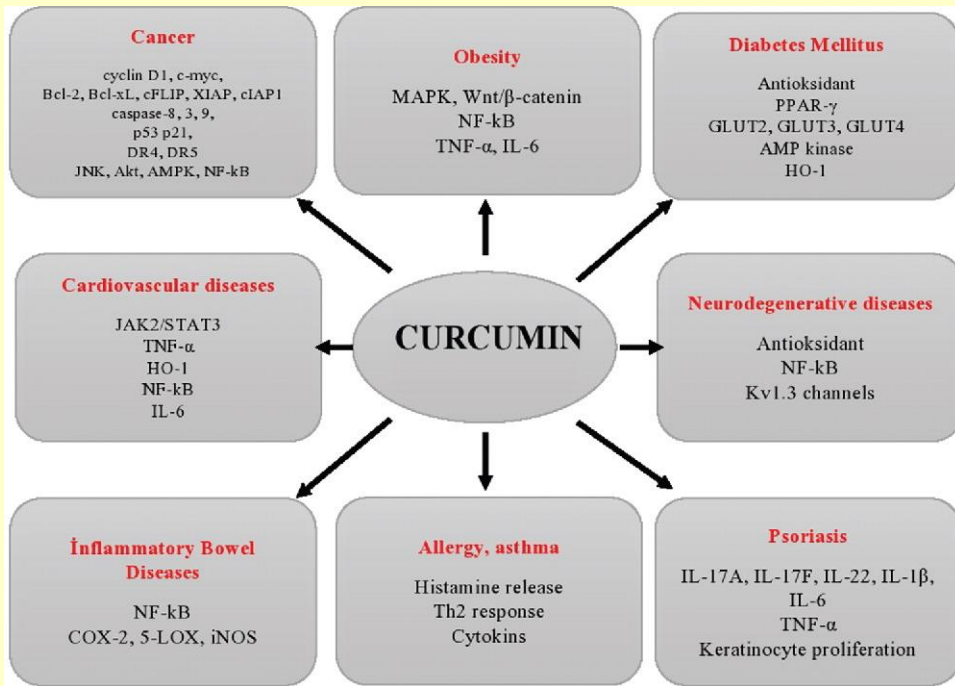 Cancer
cyclin D1, c-myc,
Bcl-2, Bcl-xL, cFLIP, XIAP, cIAP1
caspase-8, 3, 9,
p53 p21,
DR4, DR5
JNK, Akt, AMPK, NF-kB
Obesity
MAPK, Wnt/β-catenin
NF-kB
TNF-α, IL-6
Diabetes Mellitus
Antioksidant
PPAR-γ
GLUT2, GLUT3, GLUT4
AMP kinase
HO-1
Cardiovascular diseases
JAK2/STAT3
TNF-α
HO-1
NF-kB
IL-6
CURCUMIN
Neurodegenerative diseases
Antioksidant
NF-kB
Kv1.3 channels
İnflammatory Bowel
Diseases
NF-kB
COX-2, 5-LOX, iNOS
Allergy, asthma
Histamine release
Th2 response
Cytokins
Psoriasis
IL-17A, IL-17F, IL-22, IL-1β,
IL-6
TNF-α
Keratinocyte proliferation